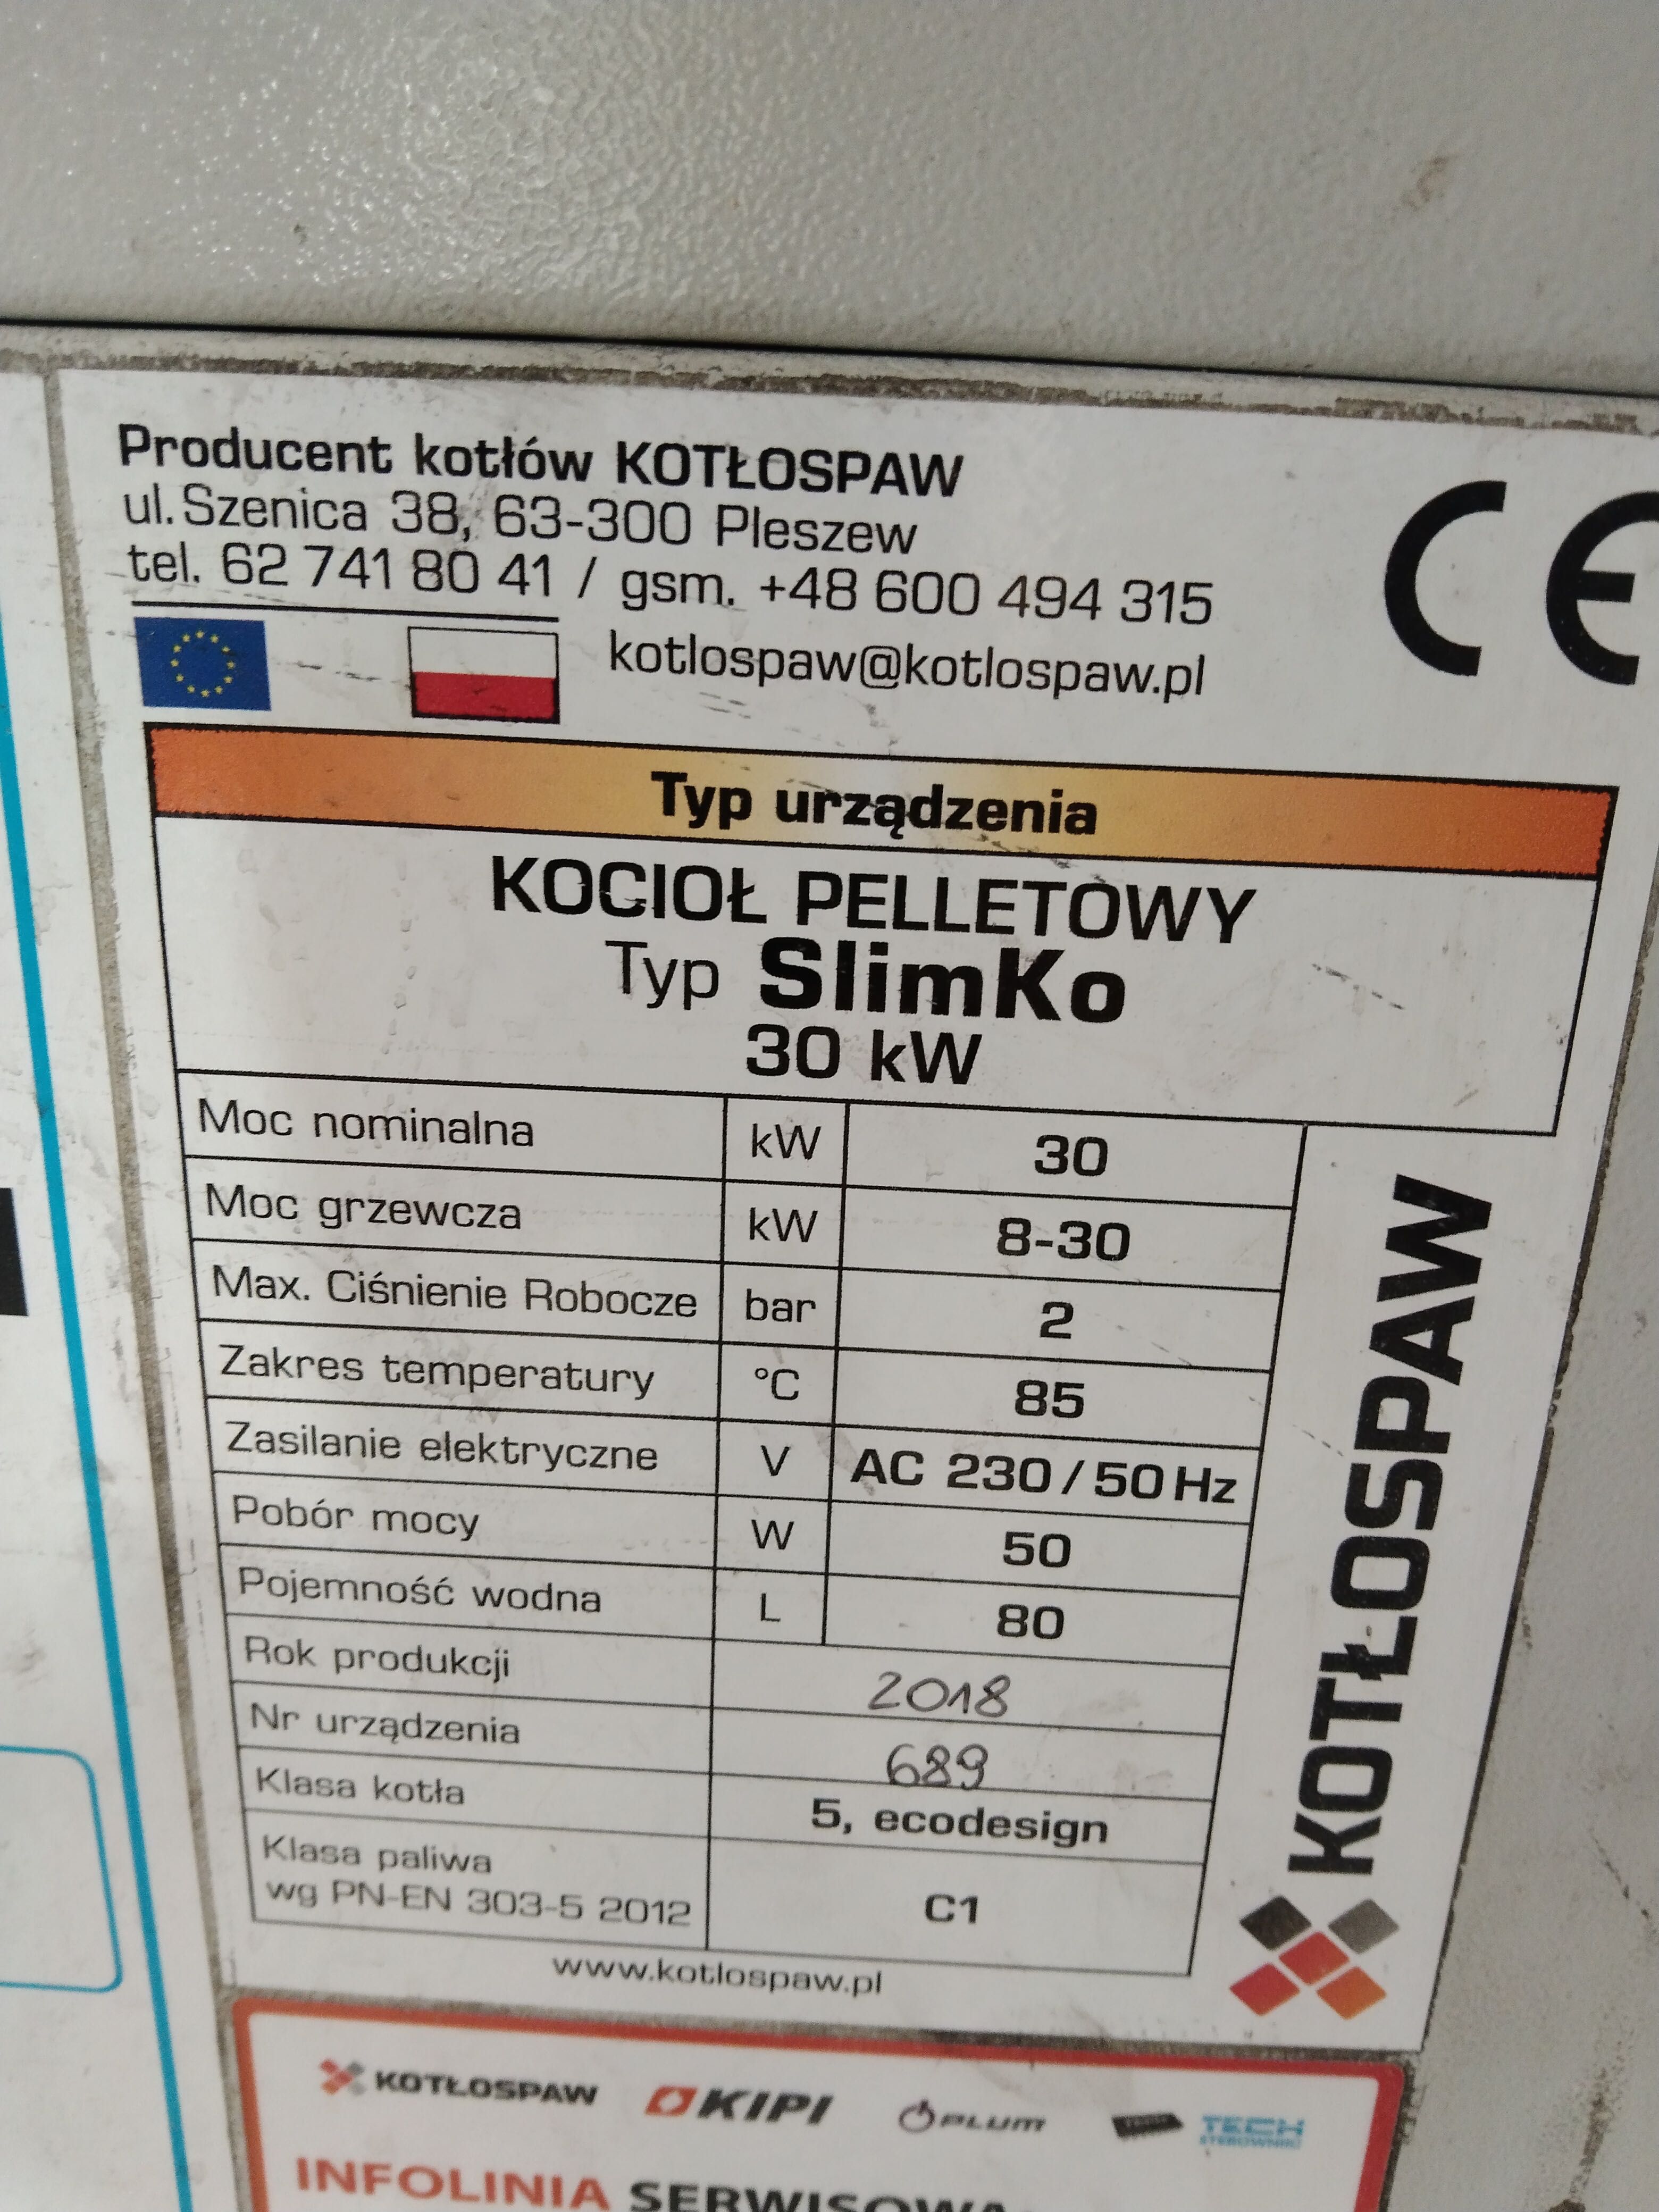 Producent kotłów KOTŁOSPAW
ul. Szenica 38, 63-300 Pleszew
tel. 62 741 80 41 / gsm. +48 600 494 315
kotlospaw@kotlospaw.pl
CE
Typ urządzenia
KOCIOŁ PELLETOWY
Typ SlimKo
30 kW
Moc nominalna kW 30
Moc grzewcza kW 8-30
Max. Ciśnienie Robocze bar 2
Zakres temperatury °C 85
Zasilanie elektryczne V AC 230 / 50 Hz
Pobór mocy W 50
Pojemność wodna L 80
Rok produkcji 2018
Nr urządzenia 689
Klasa kotła 5, ecodesign
Klasa paliwa
wg PN-EN 303-5 2012 C1
KOTŁOSPAW
www.kotlospaw.pl
KOTŁOSPAW KIPI PLUM TECH
INFOLINIA SERWISOWA